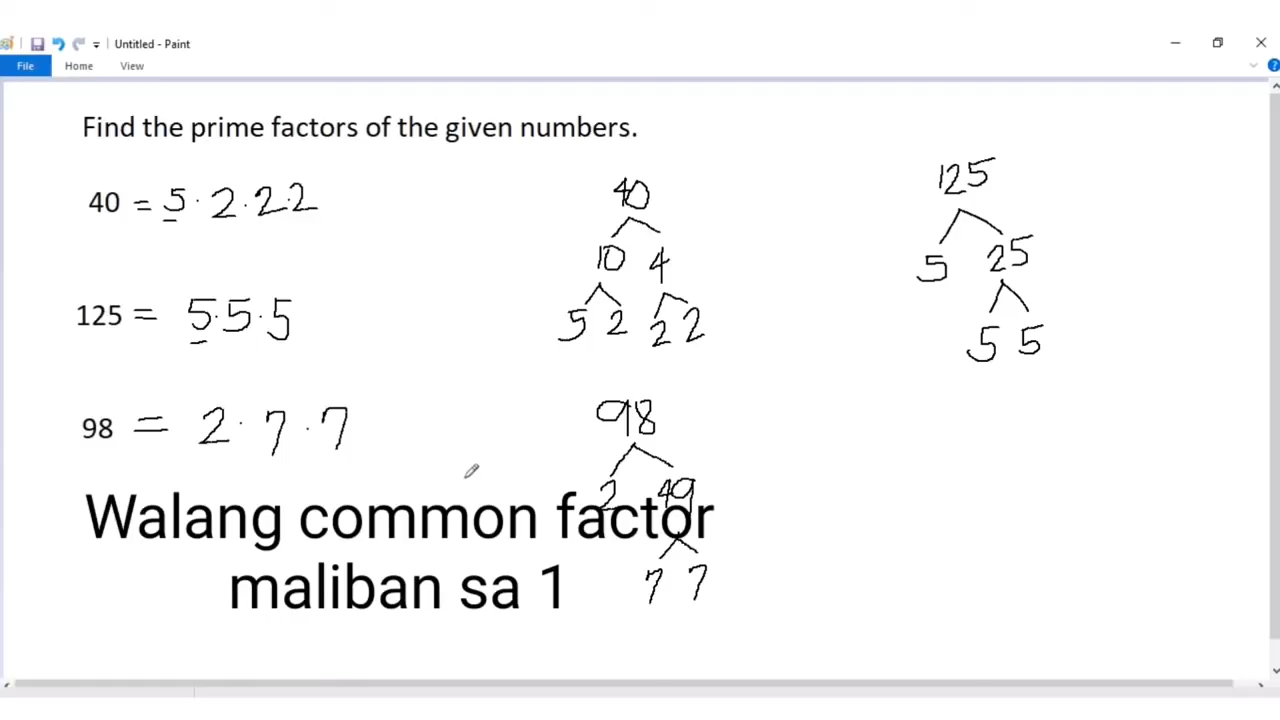 Untitled - Paint
File Home View
Find the prime factors of the given numbers.
40 = 5 · 2 · 2 · 2
125 = 5 · 5 · 5
98 = 2 · 7 · 7
40
10 4
5 2 2 2
125
5 25
5 5
98
2 49
7 7
Walang common factor
maliban sa 1